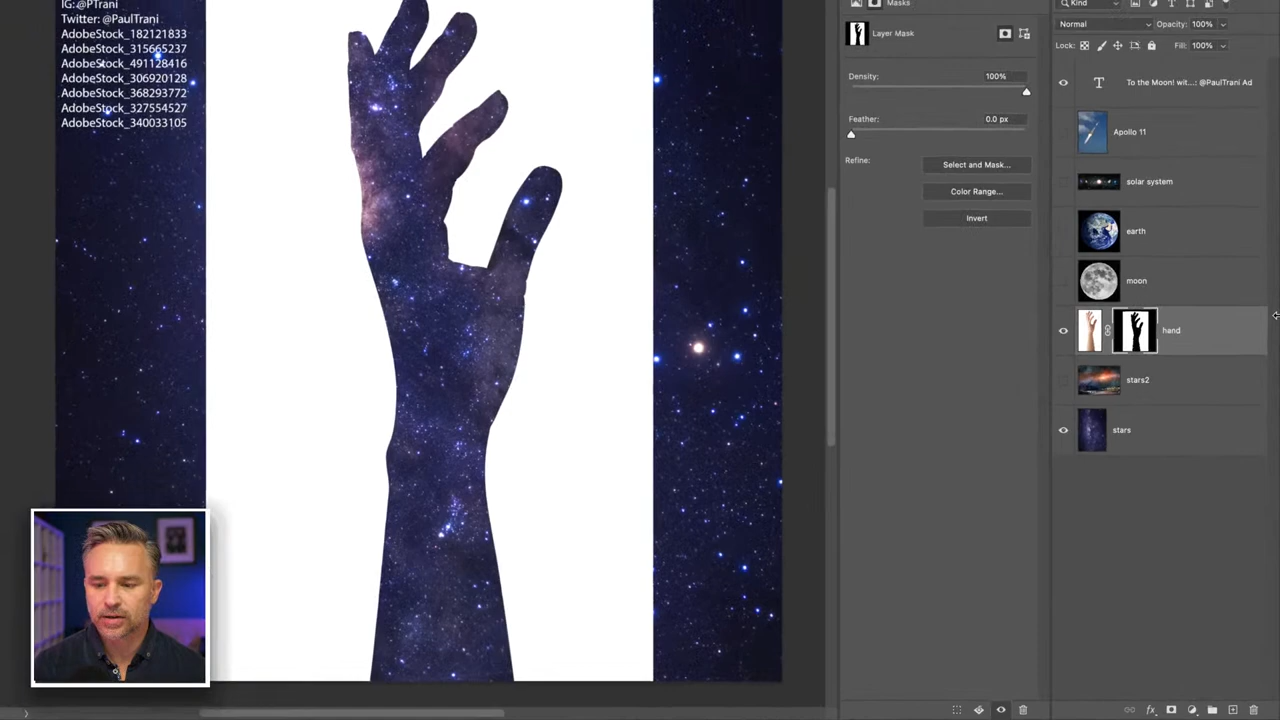 IG: @PTrani
Twitter: @PaulTrani
AdobeStock_182121833
AdobeStock_315665237
AdobeStock_491128416
AdobeStock_306920128
AdobeStock_368293772
AdobeStock_327554527
AdobeStock_340033105
Masks
Layer Mask
Density: 100%
Feather: 0.0 px
Refine:
Select and Mask...
Color Range...
Invert
Kind
Normal Opacity: 100%
Lock: Fill: 100%
To the Moon! wit...: @PaulTrani Ad
Apollo 11
solar system
earth
moon
hand
stars2
stars